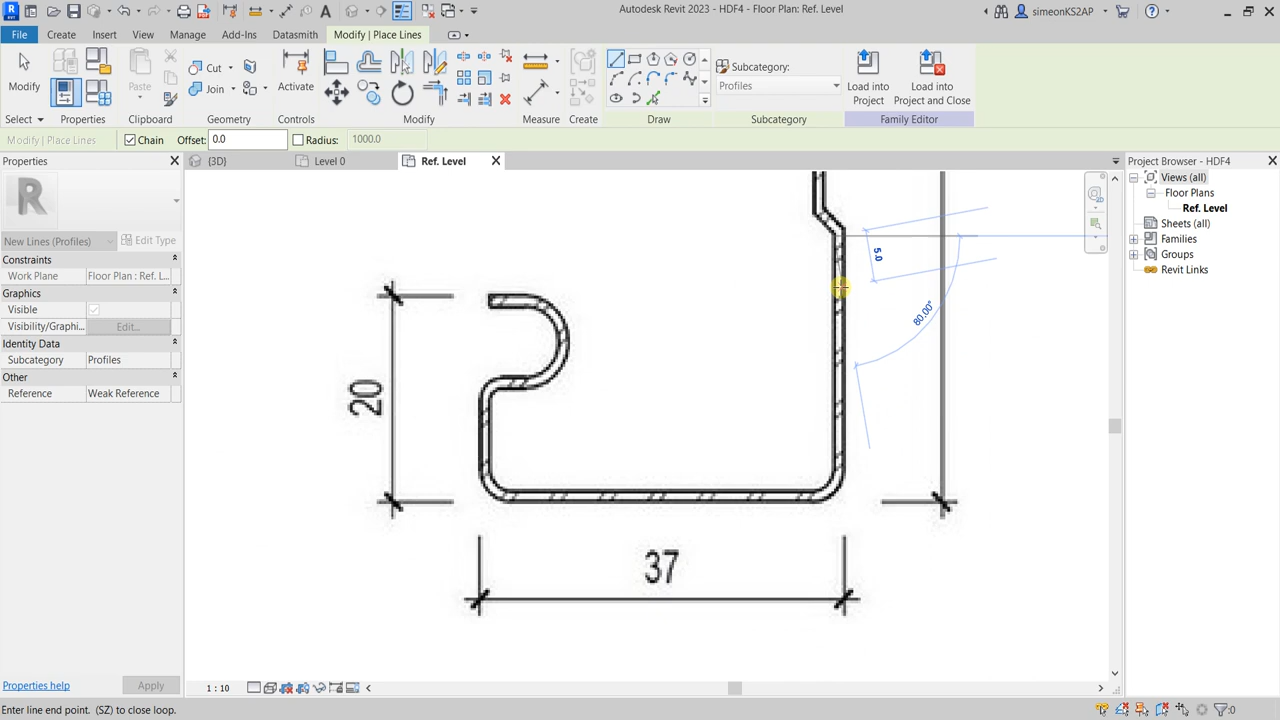 Autodesk Revit 2023 - HDF4 - Floor Plan: Ref. Level
simeonKS2AP
File Create Insert View Manage Add-Ins Datasmith Modify | Place Lines
Modify
Select
Properties
Paste
Clipboard
Cut
Join
Geometry
Activate
Controls
Modify
Measure
Create
Draw
Subcategory:
Profiles
Subcategory
Load into
Project
Load into
Project and Close
Family Editor
Modify | Place Lines Chain Offset: 0.0 Radius: 1000.0
Properties
{3D} Level 0 Ref. Level
Project Browser - HDF4
R
New Lines (Profiles) Edit Type
Constraints
Work Plane Floor Plan : Ref. L...
Graphics
Visible
Visibility/Graphi... Edit...
Identity Data
Subcategory Profiles
Other
Reference Weak Reference
Properties help Apply
5.0
80.00°
20
37
Views (all)
Floor Plans
Ref. Level
Sheets (all)
Families
Groups
Revit Links
1 : 10
Enter line end point. (SZ) to close loop.
:0